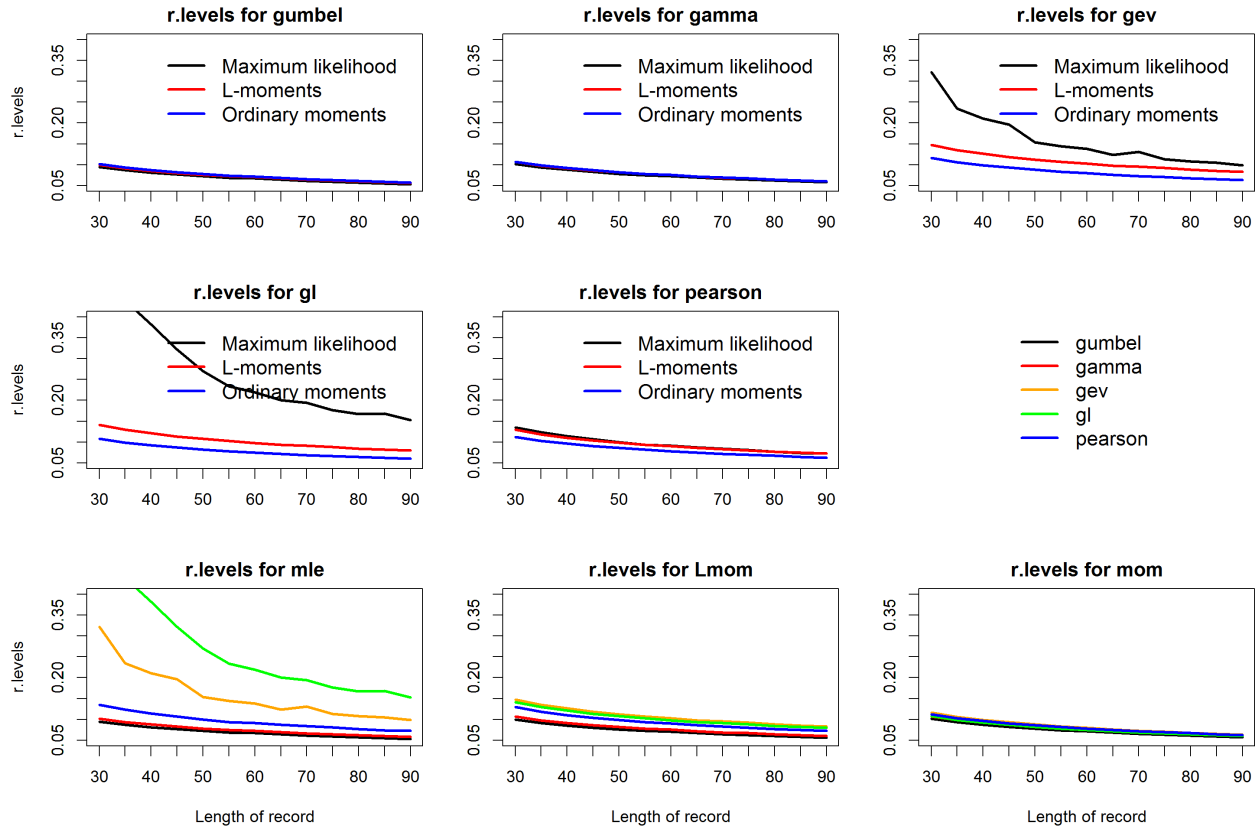 r.levels for gumbel
r.levels for gamma
r.levels for gev
r.levels
0.05 0.20 0.35
Maximum likelihood
L-moments
Ordinary moments
30 40 50 60 70 80 90
0.05 0.20 0.35
Maximum likelihood
L-moments
Ordinary moments
30 40 50 60 70 80 90
0.05 0.20 0.35
Maximum likelihood
L-moments
Ordinary moments
30 40 50 60 70 80 90
r.levels for gl
r.levels for pearson
r.levels
0.05 0.20 0.35
Maximum likelihood
L-moments
Ordinary moments
30 40 50 60 70 80 90
0.05 0.20 0.35
Maximum likelihood
L-moments
Ordinary moments
30 40 50 60 70 80 90
gumbel
gamma
gev
gl
pearson
r.levels for mle
r.levels for Lmom
r.levels for mom
r.levels
0.05 0.20 0.35
30 40 50 60 70 80 90
Length of record
0.05 0.20 0.35
30 40 50 60 70 80 90
Length of record
0.05 0.20 0.35
30 40 50 60 70 80 90
Length of record